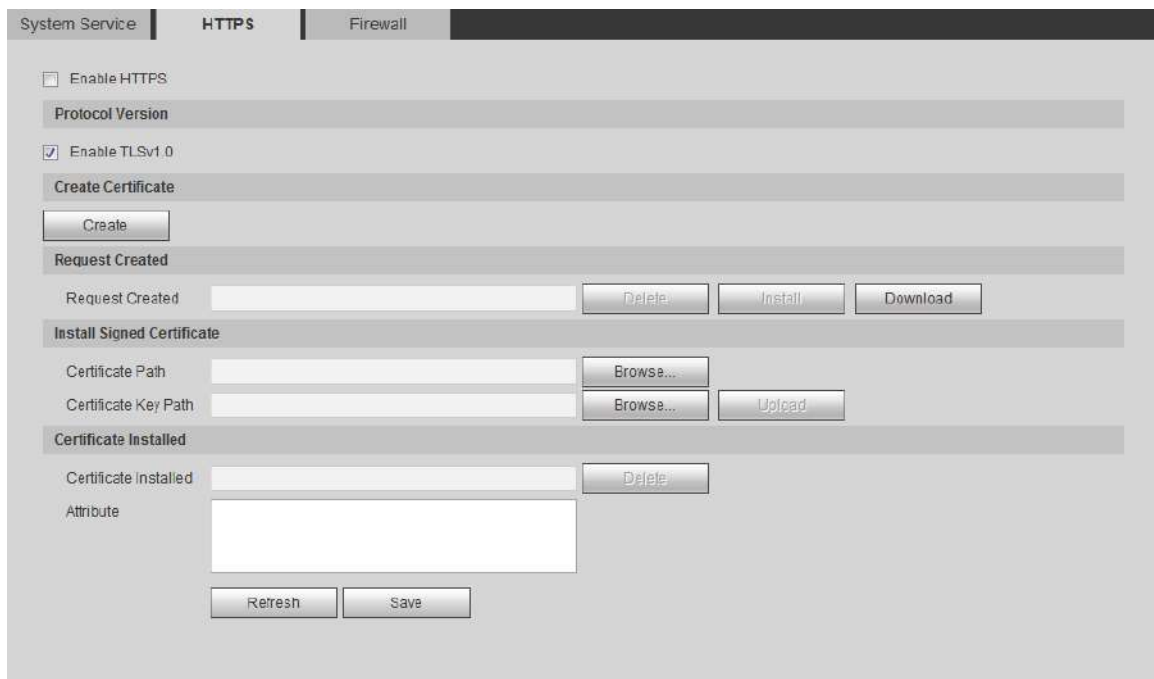 System Service HTTPS Firewall
Enable HTTPS
Protocol Version
Enable TLSv1.0
Create Certificate
Create
Request Created
Request Created Delete Install Download
Install Signed Certificate
Certificate Path Browse...
Certificate Key Path Browse... Upload
Certificate Installed
Certificate Installed Delete
Attribute
Refresh Save